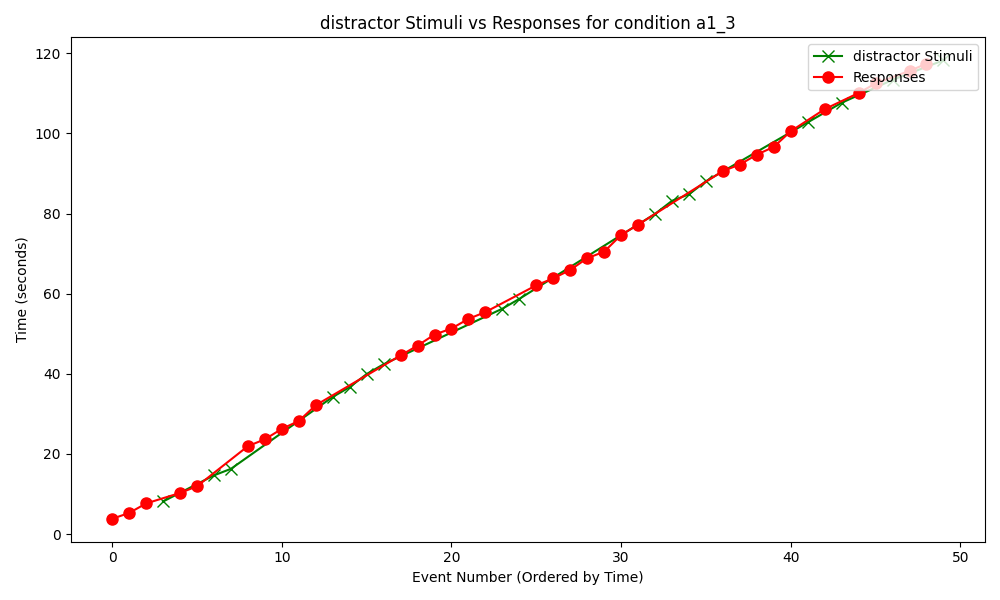 distractor Stimuli vs Responses for condition a1_3
distractor Stimuli
Responses
Time (seconds)
120
100
80
60
40
20
0
0 10 20 30 40 50
Event Number (Ordered by Time)